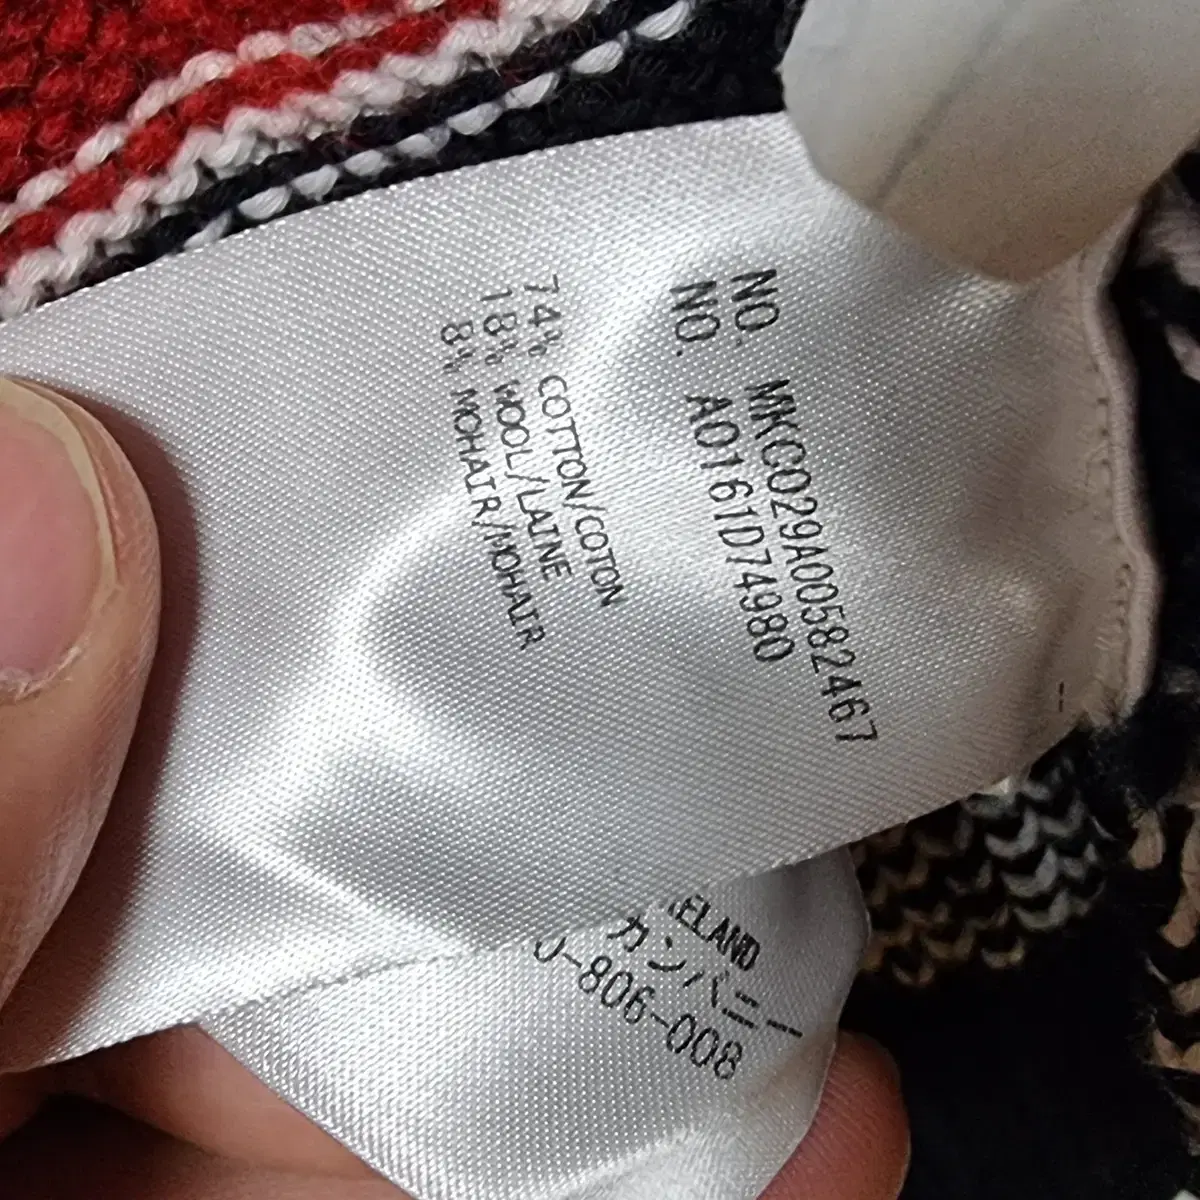 NO. MKC029A00582467
NO. A0161D74980
74% COTTON/COTON
18% WOOL/LAINE
8% MOHAIR/MOHAIR
カンパニー
-806-008